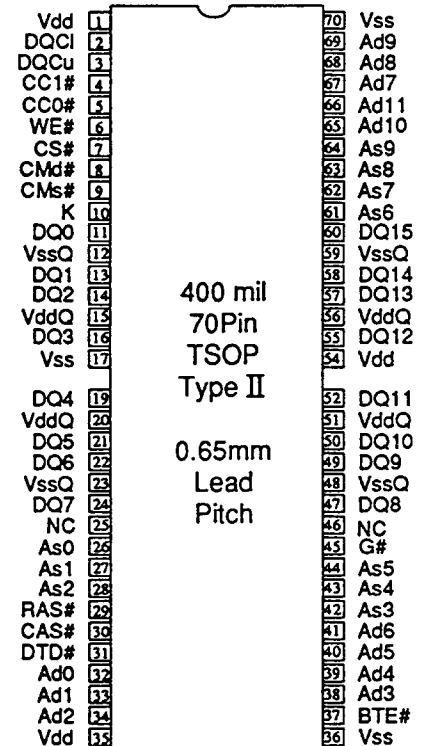 Vdd 1 70 Vss
DQCl 2 69 Ad9
DQCu 3 68 Ad8
CC1# 4 67 Ad7
CC0# 5 66 Ad11
WE# 6 65 Ad10
CS# 7 64 As9
CMd# 8 63 As8
CMs# 9 62 As7
K 10 61 As6
DQ0 11 60 DQ15
VssQ 12 59 VssQ
DQ1 13 58 DQ14
DQ2 14 57 DQ13
VddQ 15 56 VddQ
DQ3 16 55 DQ12
Vss 17 54 Vdd
DQ4 19 52 DQ11
VddQ 20 51 VddQ
DQ5 21 50 DQ10
DQ6 22 49 DQ9
VssQ 23 48 VssQ
DQ7 24 47 DQ8
NC 25 46 NC
As0 26 45 G#
As1 27 44 As5
As2 28 43 As4
RAS# 29 42 As3
CAS# 30 41 Ad6
DTD# 31 40 Ad5
Ad0 32 39 Ad4
Ad1 33 38 Ad3
Ad2 34 37 BTE#
Vdd 35 36 Vss
400 mil
70Pin
TSOP
Type II
0.65mm
Lead
Pitch